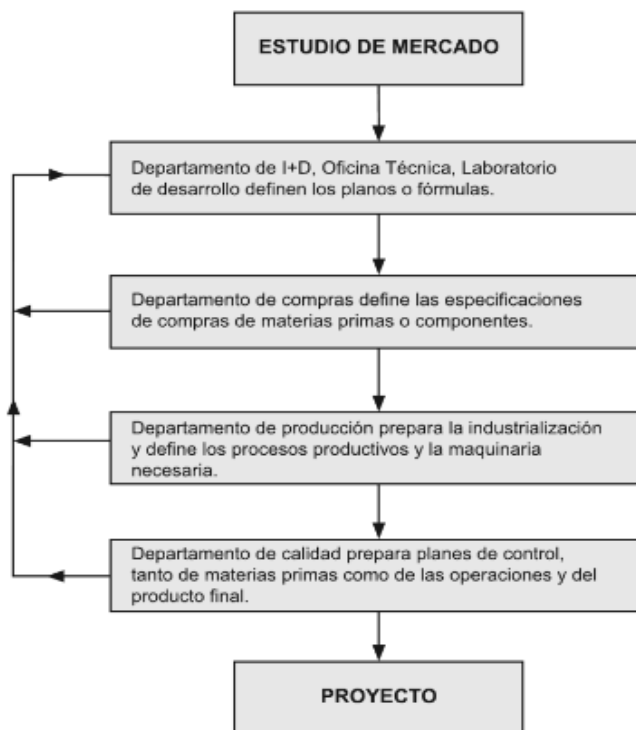 ESTUDIO DE MERCADO
Departamento de I+D, Oficina Técnica, Laboratorio
de desarrollo definen los planos o fórmulas.
Departamento de compras define las especificaciones
de compras de materias primas o componentes.
Departamento de producción prepara la industrialización
y define los procesos productivos y la maquinaria
necesaria.
Departamento de calidad prepara planes de control,
tanto de materias primas como de las operaciones y del
producto final.
PROYECTO